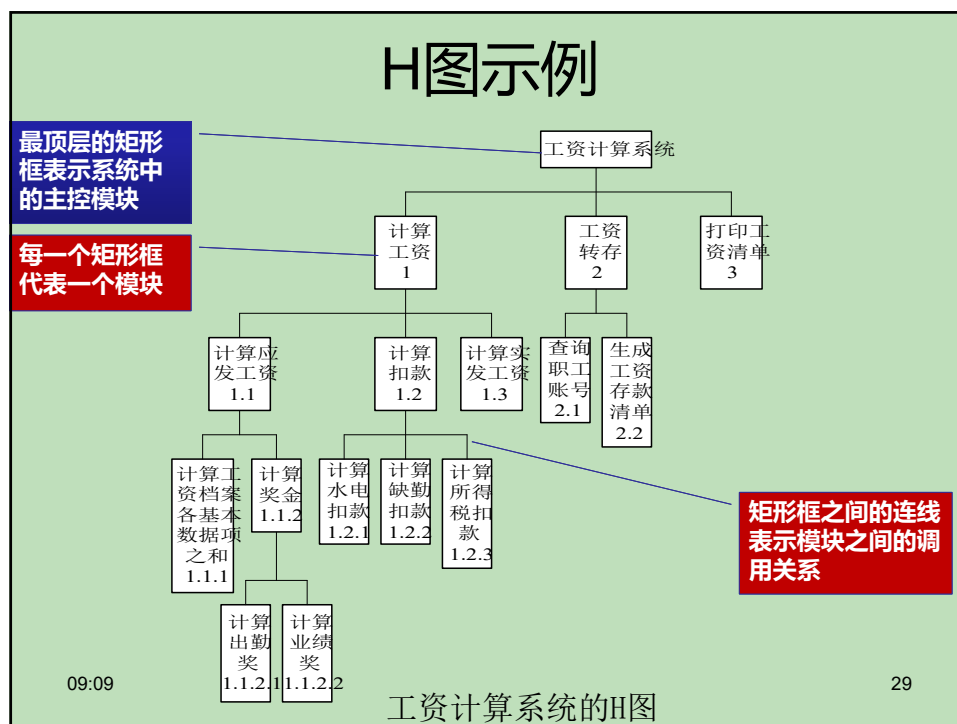 H图示例
最顶层的矩形
框表示系统中
的主控模块
每一个矩形框
代表一个模块
工资计算系统
计算
工资
1
工资
转存
2
打印工
资清单
3
计算应
发工资
1.1
计算
扣款
1.2
计算实
发工资
1.3
查询
职工
账号
2.1
生成
工资
存款
清单
2.2
计算工
资档案
各基本
数据项
之和
1.1.1
计算
奖金
1.1.2
计算
水电
扣款
1.2.1
计算
缺勤
扣款
1.2.2
计算
所得
税扣
款
1.2.3
矩形框之间的连线
表示模块之间的调
用关系
计算
出勤
奖
1.1.2.1
计算
业绩
奖
1.1.2.2
09:09
工资计算系统的H图
29